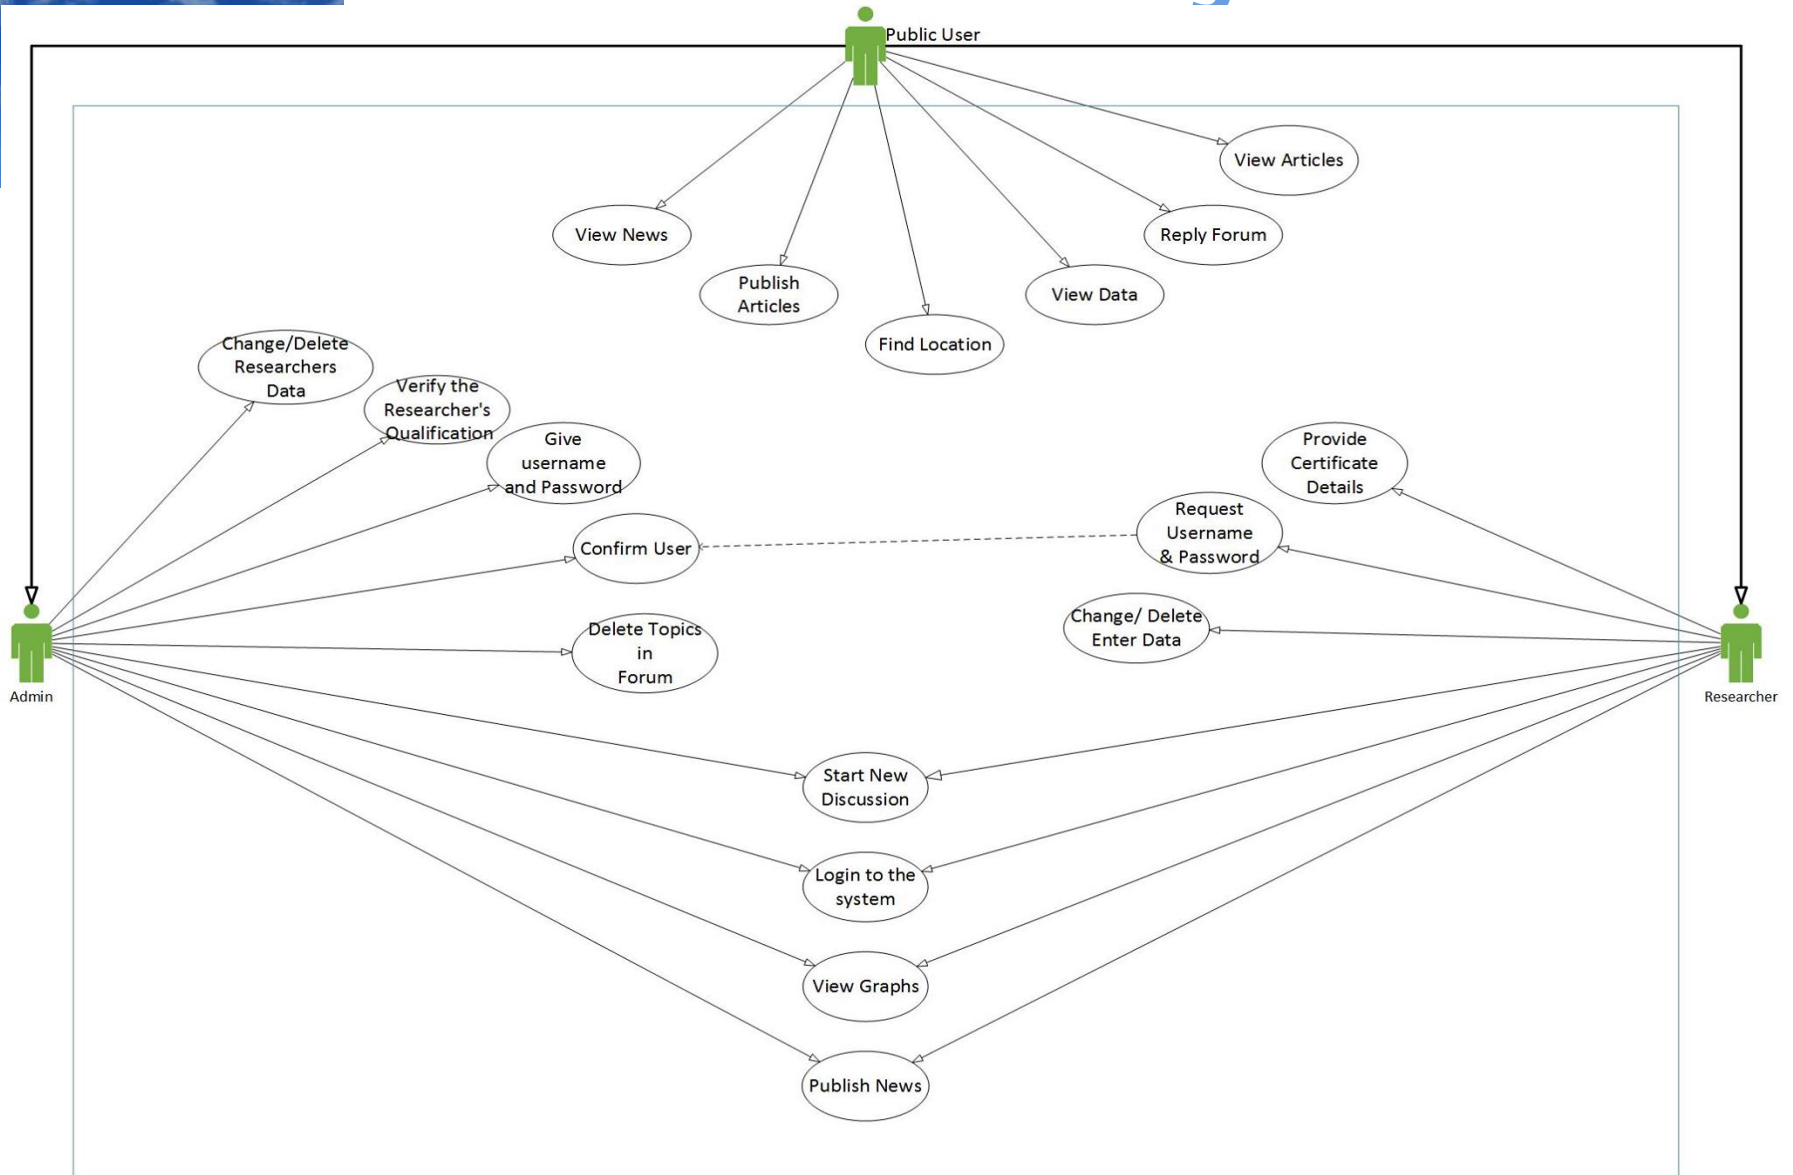 Public User
View Articles
View News
Reply Forum
Publish
Articles
View Data
Find Location
Change/Delete
Researchers
Data
Verify the
Researcher's
Qualification
Give
username
and Password
Provide
Certificate
Details
Request
Username
& Password
Confirm User
Change/ Delete
Enter Data
Delete Topics
in
Forum
Admin
Researcher
Start New
Discussion
Login to the
system
View Graphs
Publish News